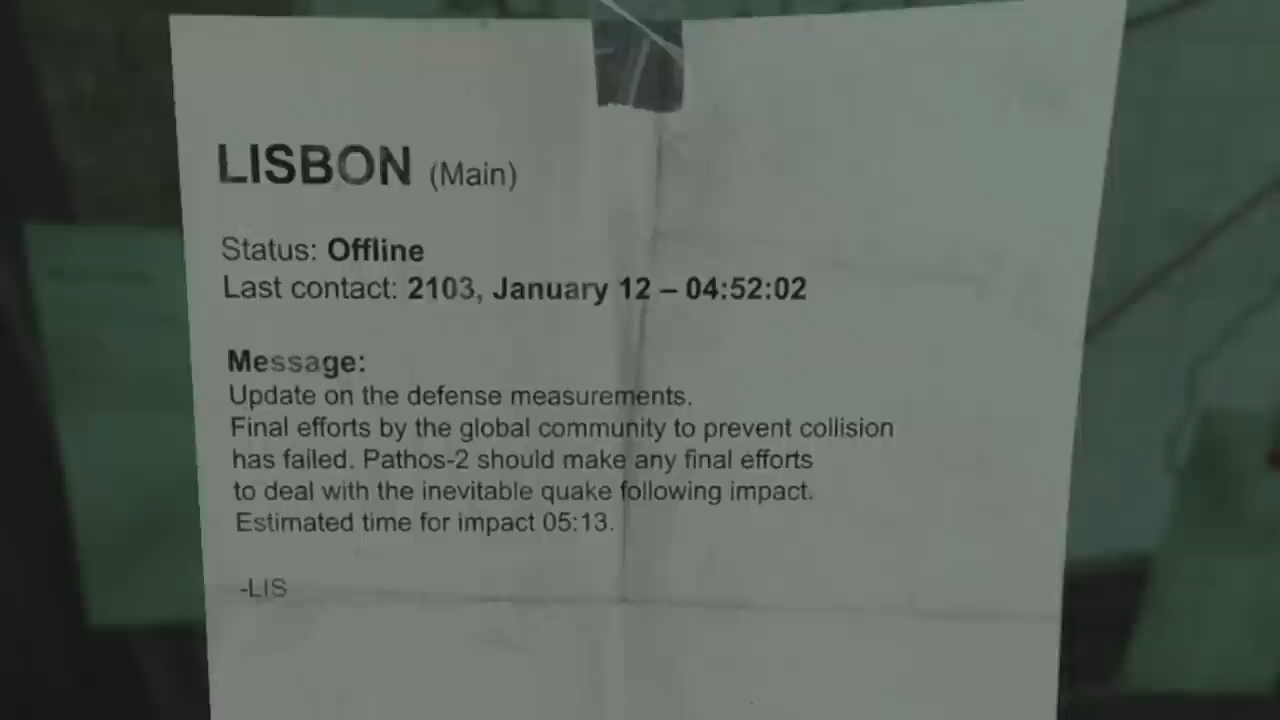 LISBON (Main)
Status: Offline
Last contact: 2103, January 12 – 04:52:02
Message:
Update on the defense measurements.
Final efforts by the global community to prevent collision
has failed. Pathos-2 should make any final efforts
to deal with the inevitable quake following impact.
Estimated time for impact 05:13.
-LIS